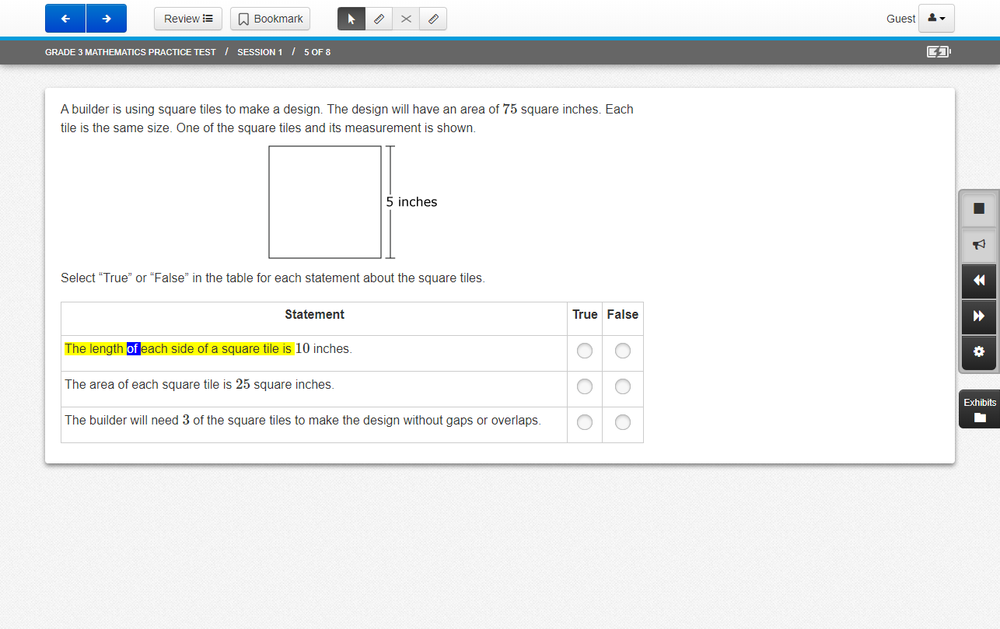 Review
Bookmark
Guest
GRADE 3 MATHEMATICS PRACTICE TEST / SESSION 1 / 5 OF 8
A builder is using square tiles to make a design. The design will have an area of 75 square inches. Each
tile is the same size. One of the square tiles and its measurement is shown.
5 inches
Select “True” or “False” in the table for each statement about the square tiles.
Statement True False
The length of each side of a square tile is 10 inches.
The area of each square tile is 25 square inches.
The builder will need 3 of the square tiles to make the design without gaps or overlaps.
Exhibits